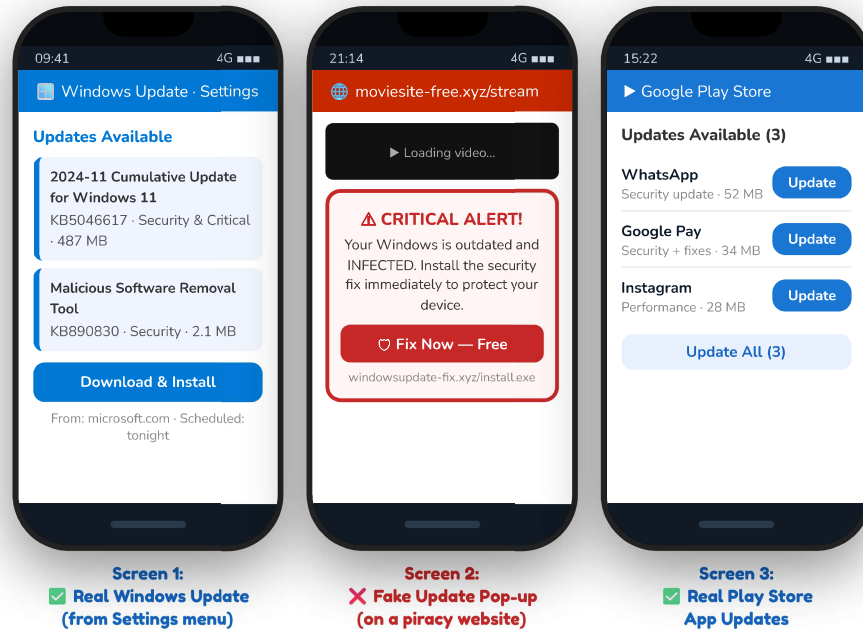 09:41 4G
Windows Update · Settings
Updates Available
2024-11 Cumulative Update
for Windows 11
KB5046617 · Security & Critical
· 487 MB
Malicious Software Removal
Tool
KB890830 · Security · 2.1 MB
Download & Install
From: microsoft.com · Scheduled:
tonight
Screen 1:
✅ Real Windows Update
(from Settings menu)
21:14 4G
🌐 moviesite-free.xyz/stream
▶ Loading video...
⚠ CRITICAL ALERT!
Your Windows is outdated and
INFECTED. Install the security
fix immediately to protect your
device.
🛡 Fix Now — Free
windowsupdate-fix.xyz/install.exe
Screen 2:
❌ Fake Update Pop-up
(on a piracy website)
15:22 4G
▶ Google Play Store
Updates Available (3)
WhatsApp
Security update · 52 MB
Update
Google Pay
Security + fixes · 34 MB
Update
Instagram
Performance · 28 MB
Update
Update All (3)
Screen 3:
✅ Real Play Store
App Updates